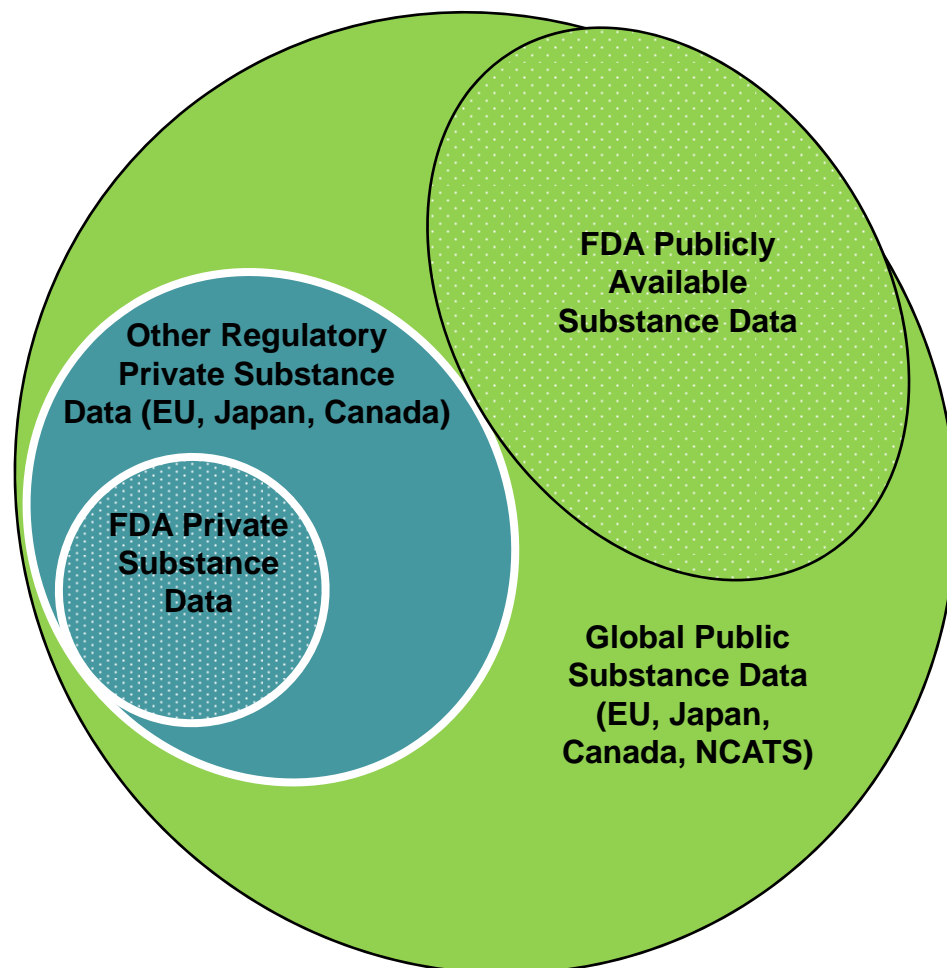 FDA Publicly
Available
Substance Data
Other Regulatory
Private Substance
Data (EU, Japan, Canada)
FDA Private
Substance
Data
Global Public
Substance Data
(EU, Japan,
Canada, NCATS)